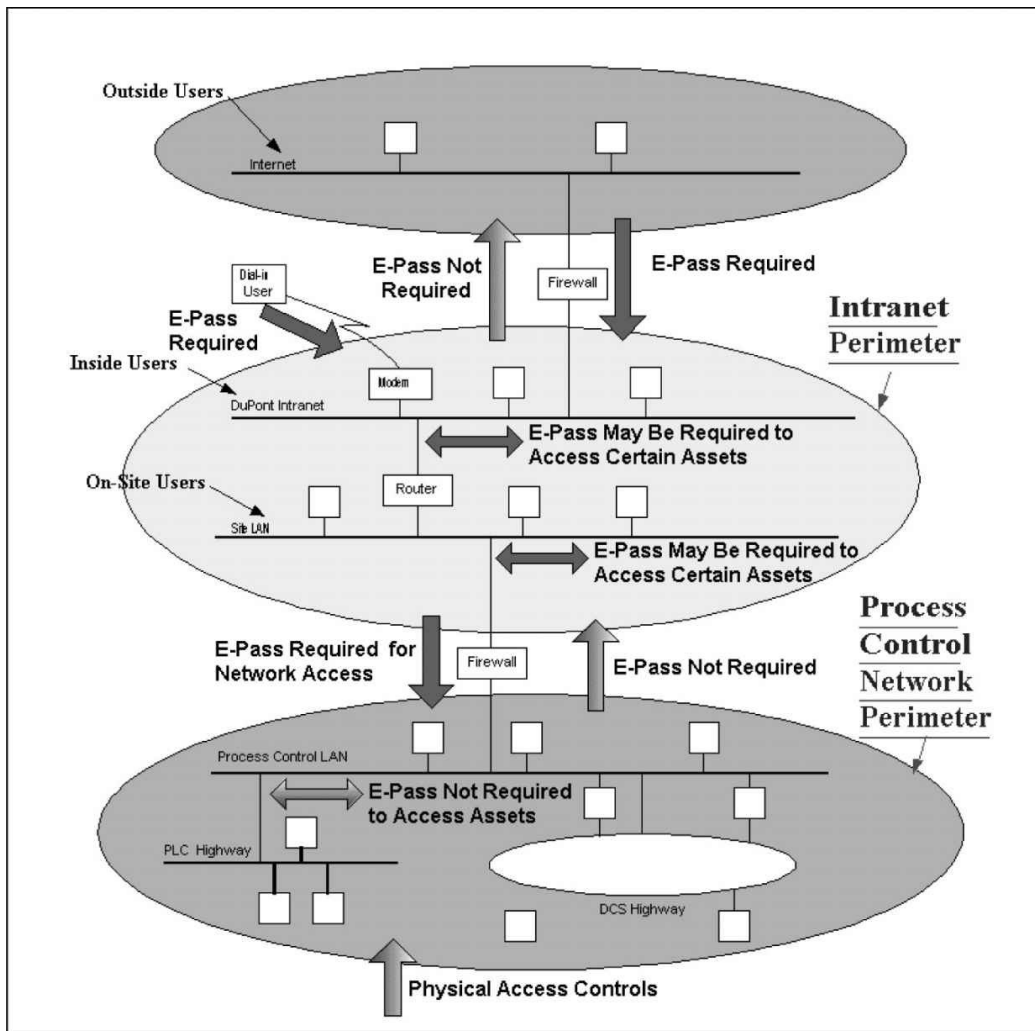 Outside Users
Internet
E-Pass Not
Required
Firewall
E-Pass Required
Dial-in
User
E-Pass
Required
Intranet
Perimeter
Inside Users
Modem
DuPont Intranet
E-Pass May Be Required to
Access Certain Assets
On-Site Users
Router
Site LAN
E-Pass May Be Required to
Access Certain Assets
Process
Control
Network
Perimeter
E-Pass Required for
Network Access
Firewall
E-Pass Not Required
Process Control LAN
E-Pass Not Required
to Access Assets
PLC Highway
DCS Highway
Physical Access Controls